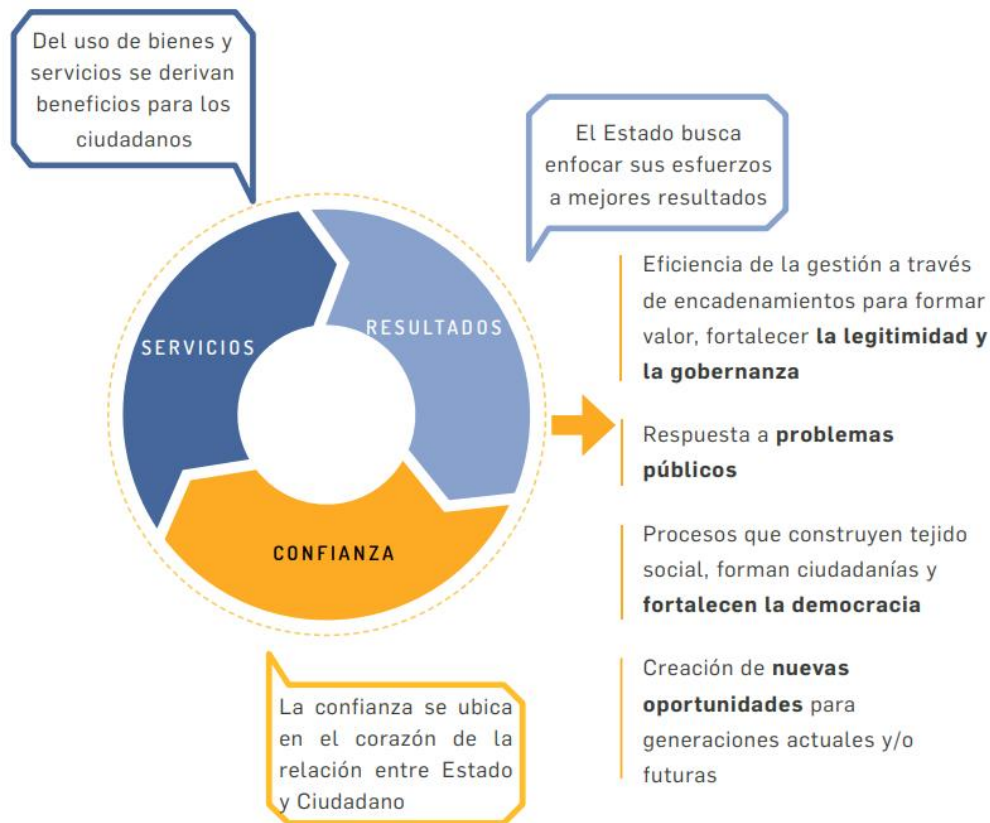 Del uso de bienes y
servicios se derivan
beneficios para los
ciudadanos
El Estado busca
enfocar sus esfuerzos
a mejores resultados
SERVICIOS
RESULTADOS
CONFIANZA
La confianza se ubica
en el corazón de la
relación entre Estado
y Ciudadano
Eficiencia de la gestión a través
de encadenamientos para formar
valor, fortalecer la legitimidad y
la gobernanza
Respuesta a problemas
públicos
Procesos que construyen tejido
social, forman ciudadanías y
fortalecen la democracia
Creación de nuevas
oportunidades para
generaciones actuales y/o
futuras